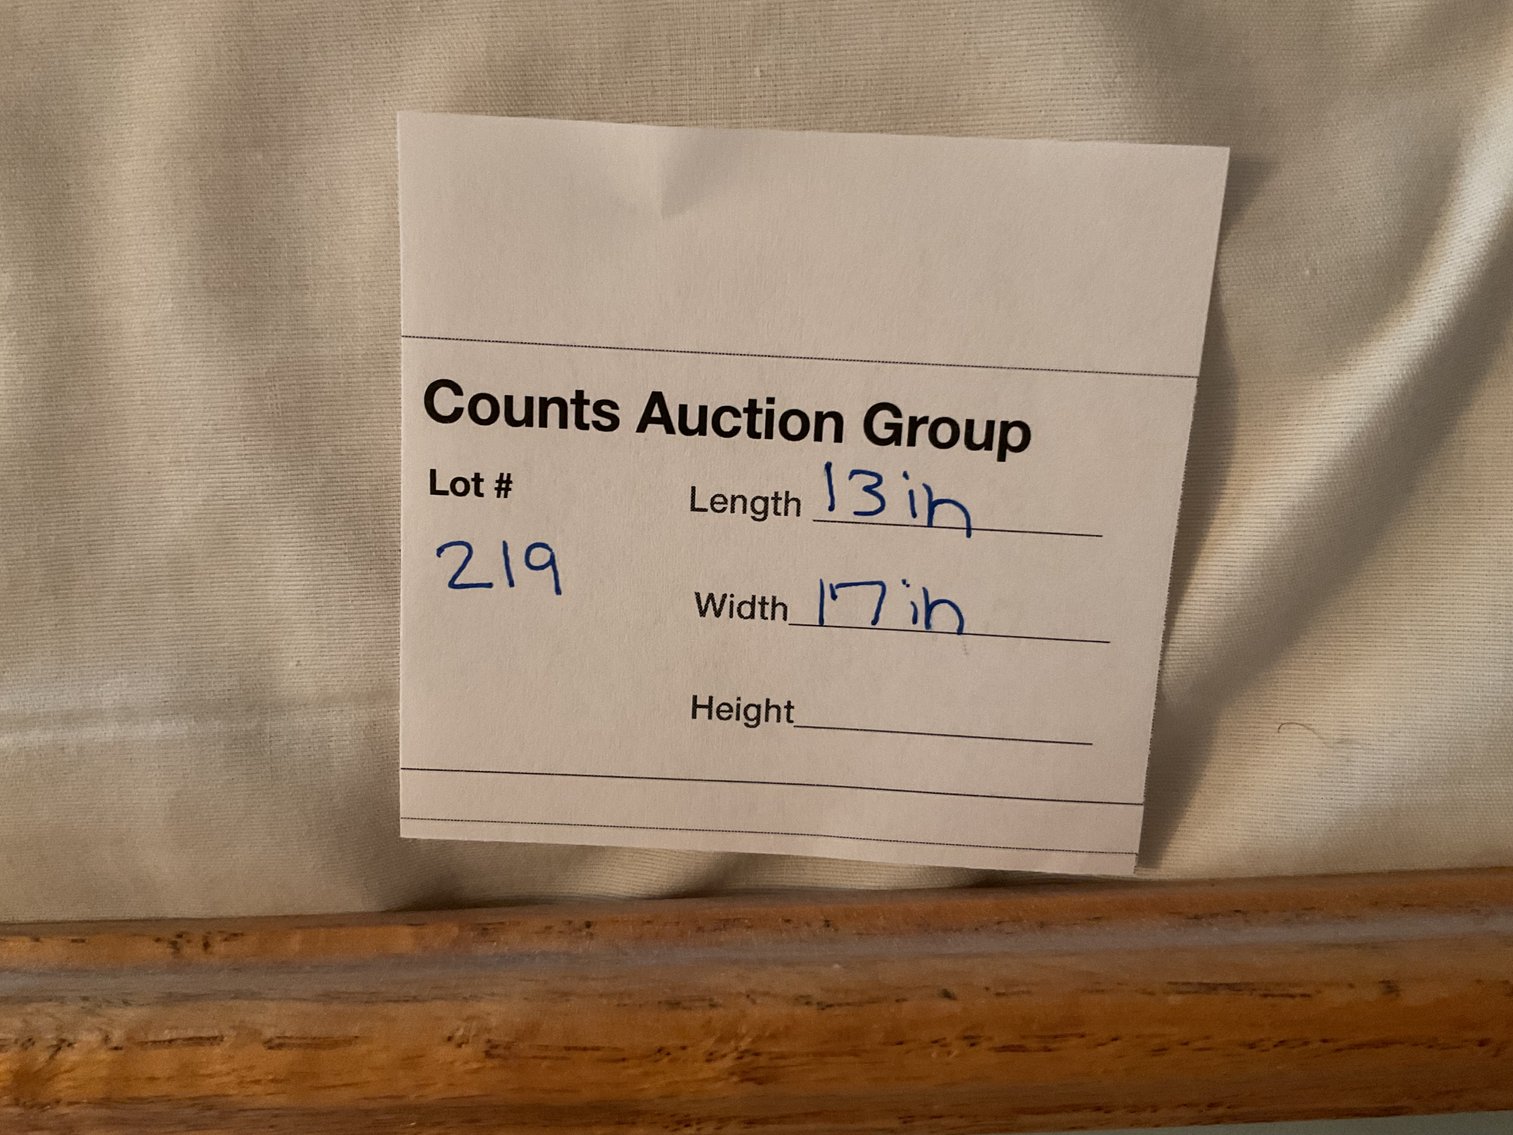 Counts Auction Group
Lot #
219
Length 13 in
Width 17 in
Height